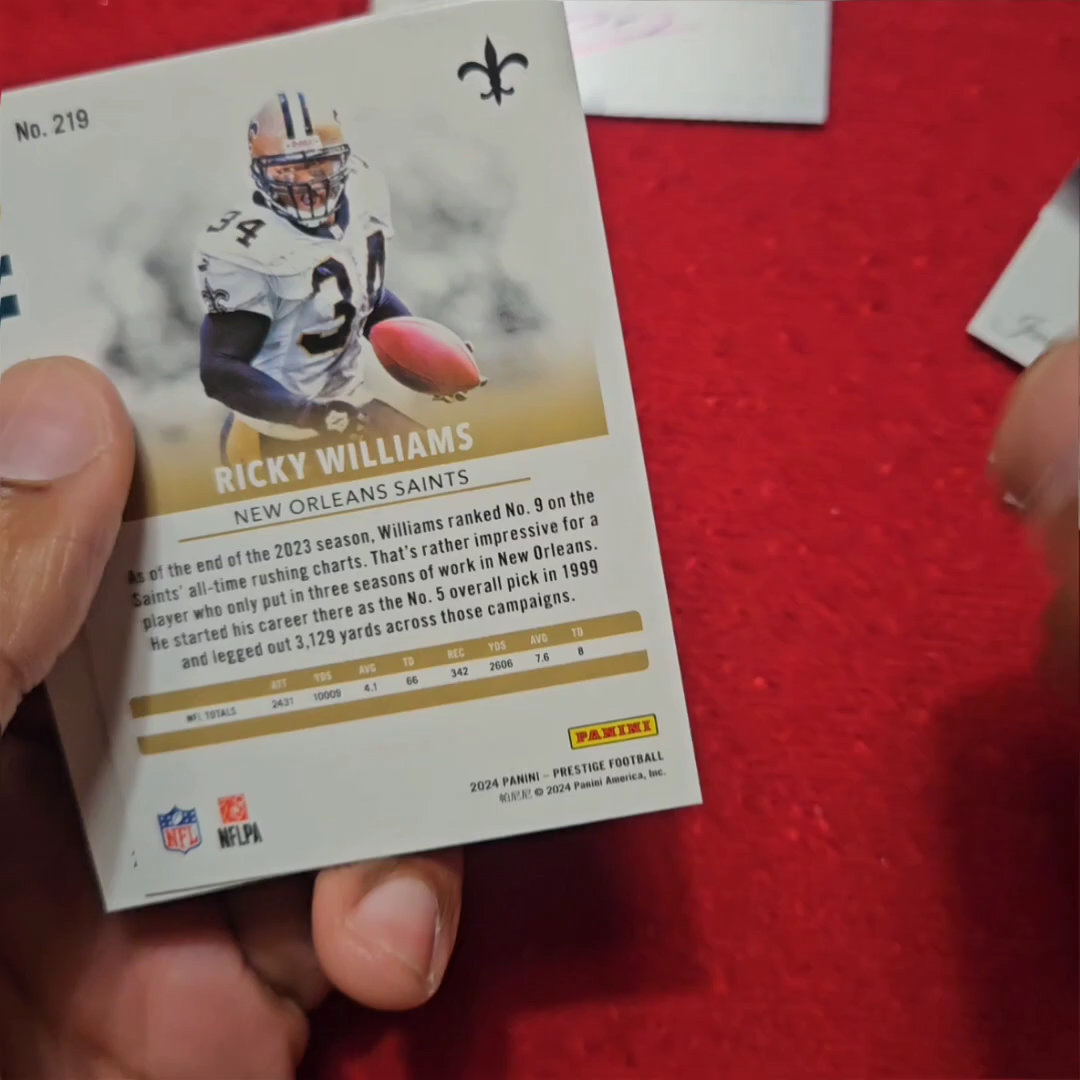 No. 219
34
34
RICKY WILLIAMS
NEW ORLEANS SAINTS
As of the end of the 2023 season, Williams ranked No. 9 on the
Saints' all-time rushing charts. That's rather impressive for a
player who only put in three seasons of work in New Orleans.
He started his career there as the No. 5 overall pick in 1999
and legged out 3,129 yards across those campaigns.
ATT YDS AVG TD REC YDS AVG TD
NFL TOTALS 2431 10009 4.1 66 342 2606 7.6 8
PANINI
2024 PANINI – PRESTIGE FOOTBALL
帕尼尼 © 2024 Panini America, Inc.
NFL
NFLPA